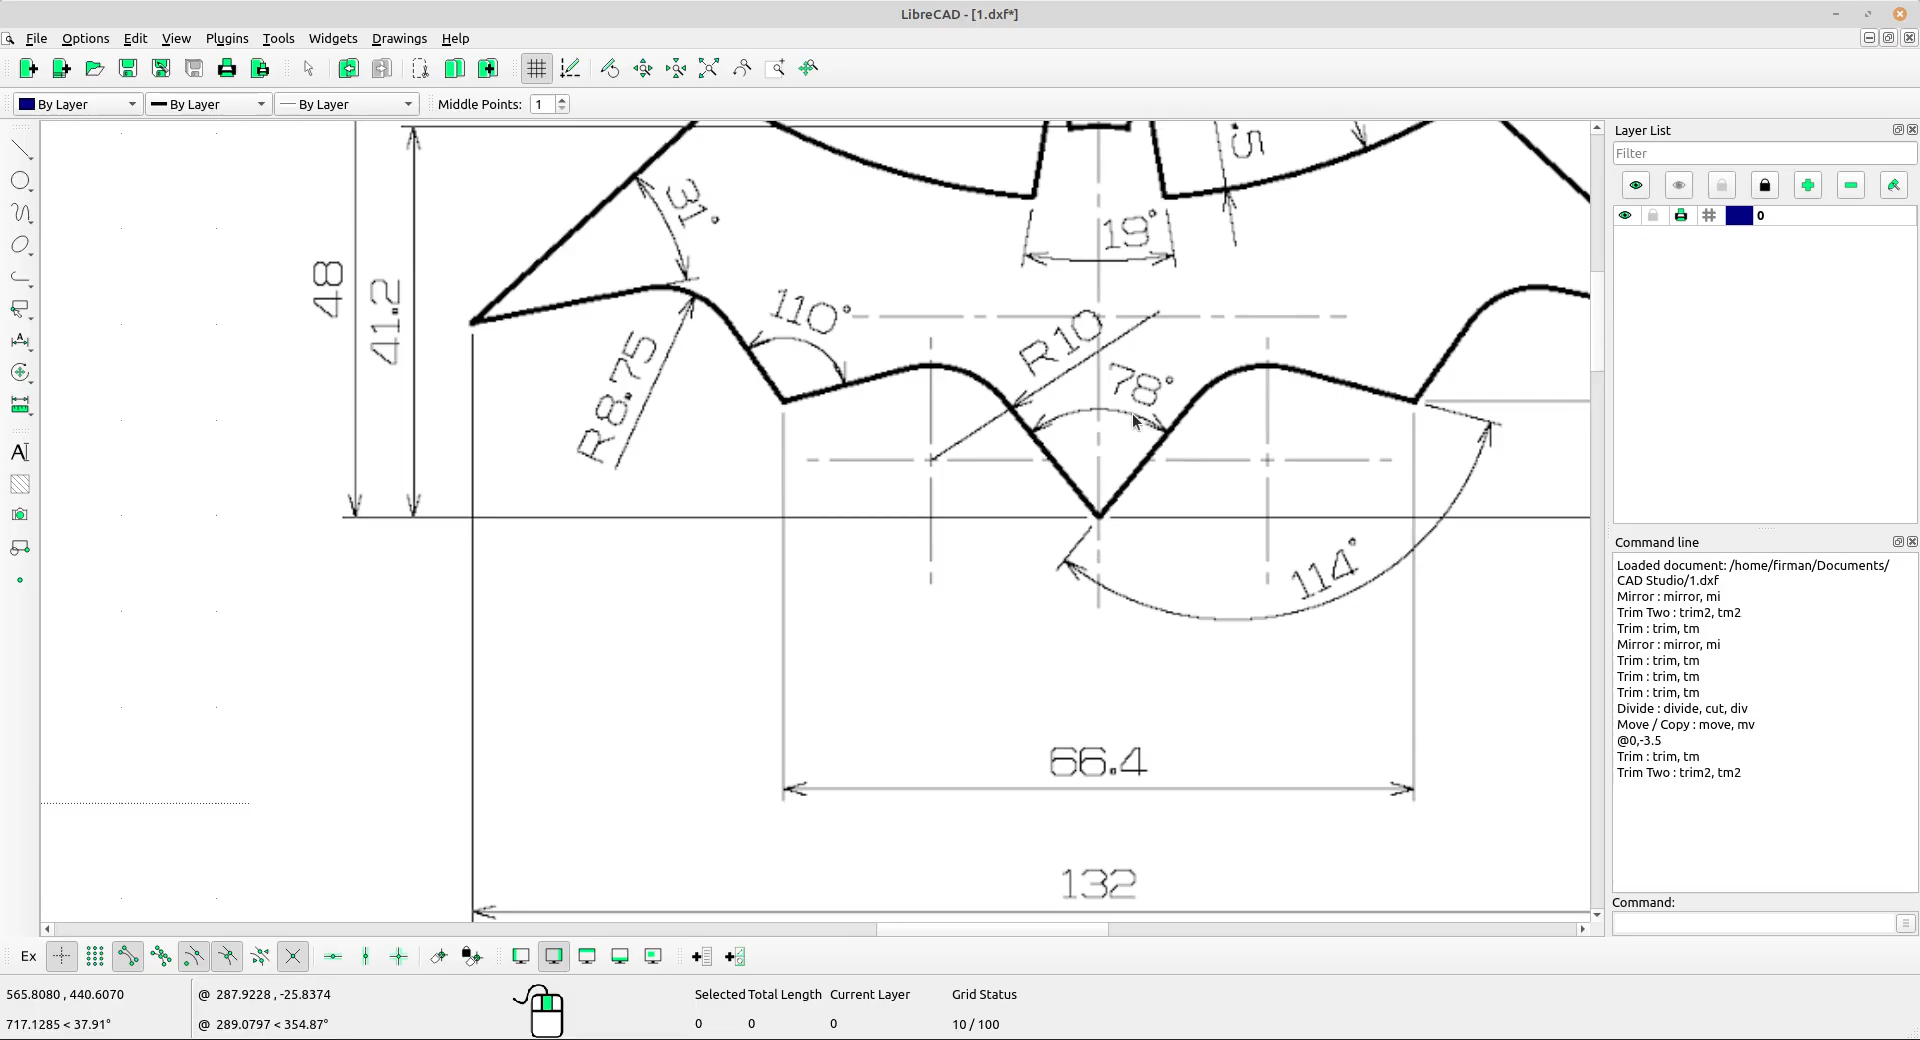 LibreCAD - [1.dxf*]
File Options Edit View Plugins Tools Widgets Drawings Help
By Layer By Layer By Layer Middle Points: 1
Layer List
Filter
0
31°
19°
48
41.2
110°
R10
78°
R8.75
114°
66.4
132
Command line
Loaded document: /home/firman/Documents/
CAD Studio/1.dxf
Mirror : mirror, mi
Trim Two : trim2, tm2
Trim : trim, tm
Mirror : mirror, mi
Trim : trim, tm
Trim : trim, tm
Trim : trim, tm
Divide : divide, cut, div
Move / Copy : move, mv
@0,-3.5
Trim : trim, tm
Trim Two : trim2, tm2
Command:
Ex
565.8080 , 440.6070 @ 287.9228 , -25.8374 Selected Total Length Current Layer Grid Status
717.1285 < 37.91° @ 289.0797 < 354.87° 0 0 0 10 / 100